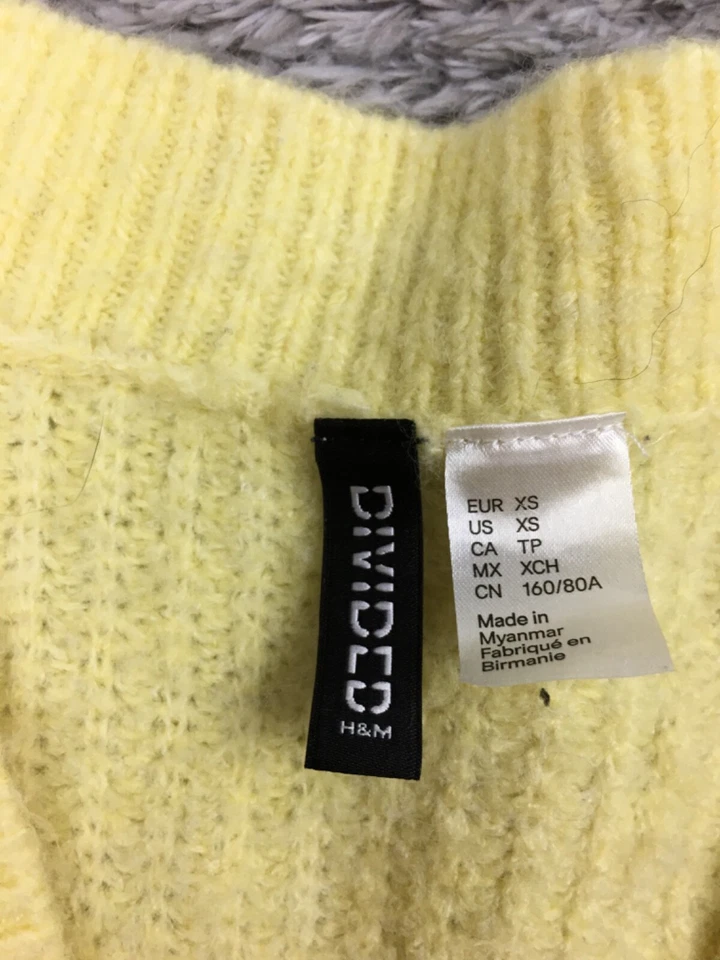 DIVIDED
H&M
EUR XS
US XS
CA TP
MX XCH
CN 160/80A
Made in
Myanmar
Fabriqué en
Birmanie